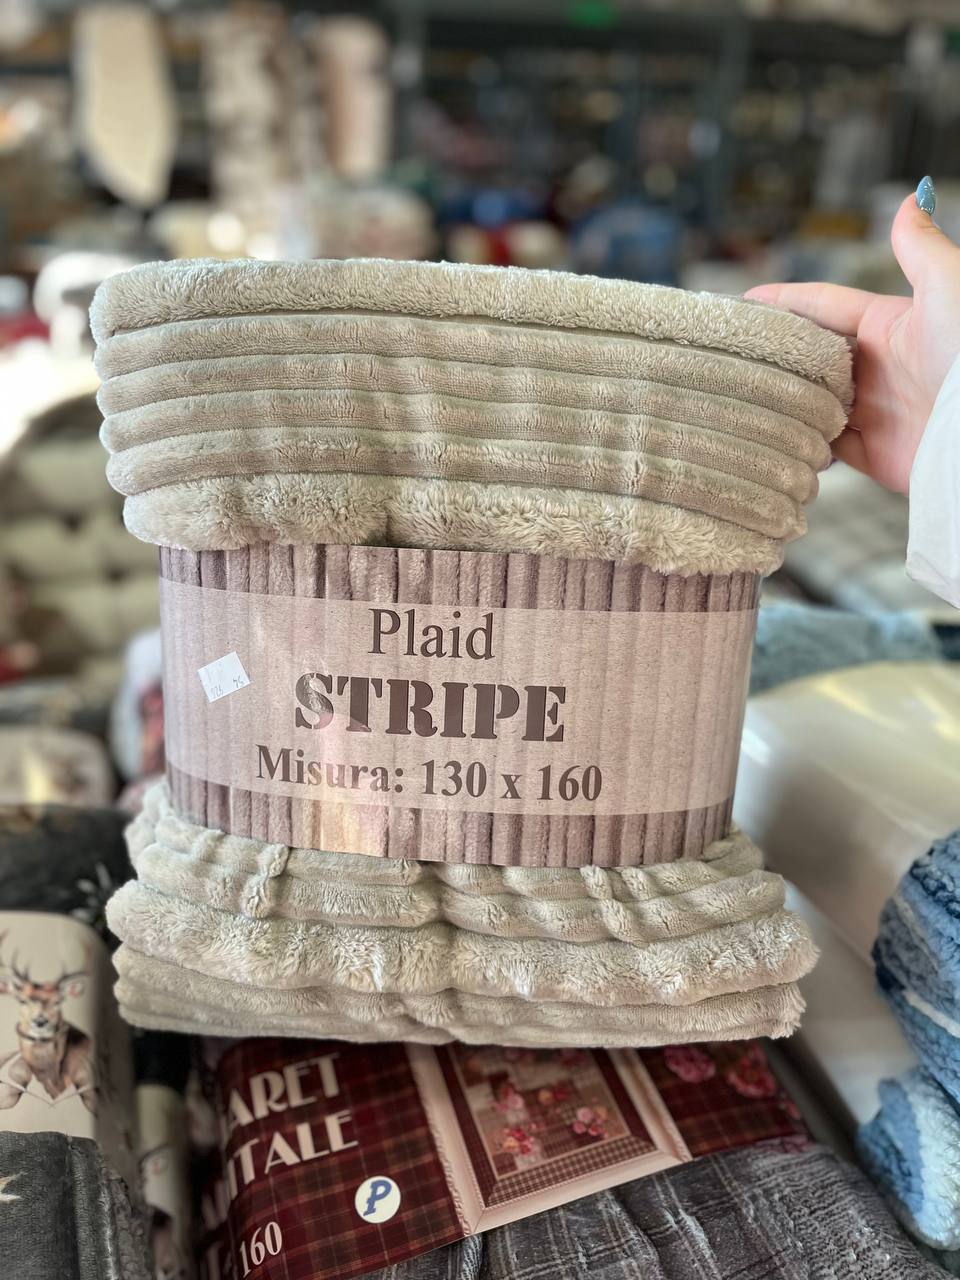 Plaid
STRIPE
Misura: 130 x 160
ARET
ITALE
P
160